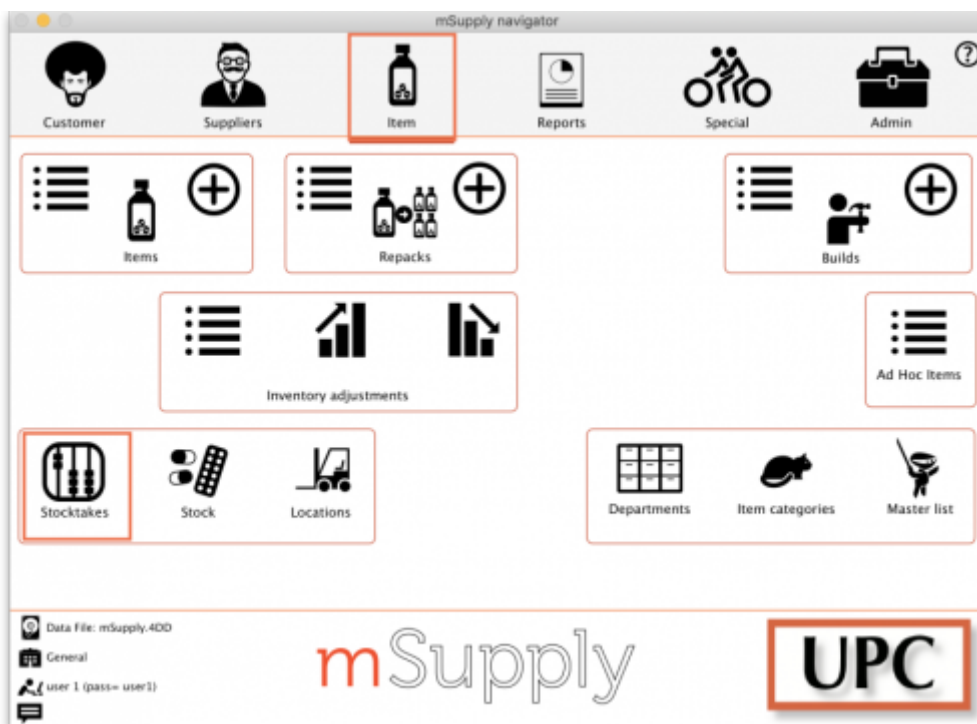 mSupply navigator
Customer
Suppliers
Item
Reports
Special
Admin
?
Items
Repacks
Builds
Inventory adjustments
Ad Hoc Items
Stocktakes
Stock
Locations
Departments
Item categories
Master list
Data File: mSupply.4DD
General
user 1 (pass= user1)
mSupply
UPC